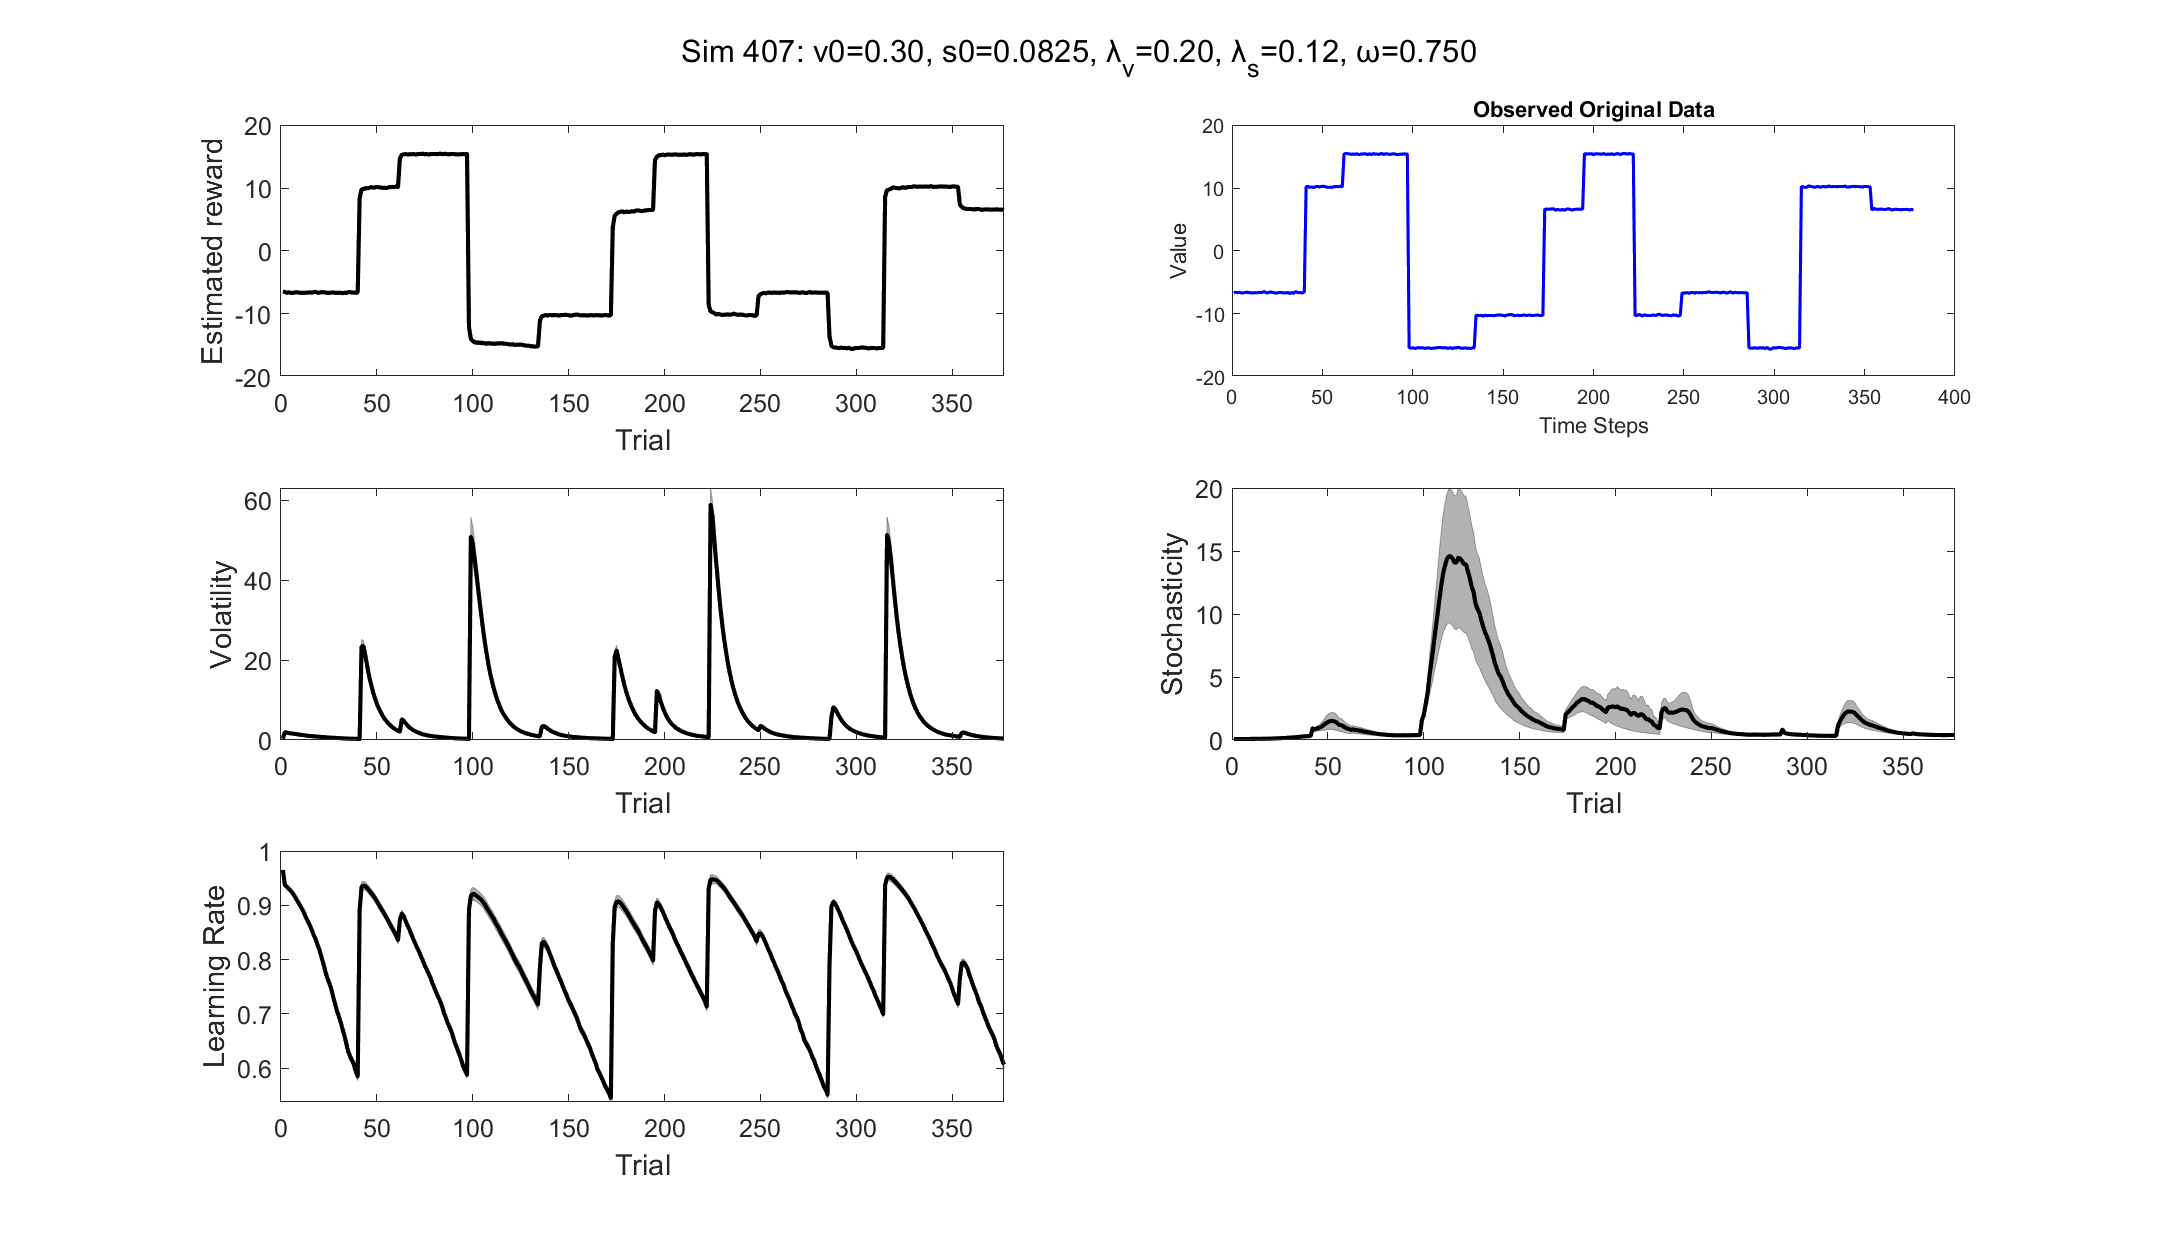 Sim 407: v0=0.30, s0=0.0825, λ_v=0.20, λ_s=0.12, ω=0.750
Estimated reward
20
10
0
-10
-20
0 50 100 150 200 250 300 350
Trial
Observed Original Data
Value
20
10
0
-10
-20
0 50 100 150 200 250 300 350 400
Time Steps
Volatility
60
40
20
0
0 50 100 150 200 250 300 350
Trial
Stochasticity
20
15
10
5
0
0 50 100 150 200 250 300 350
Trial
Learning Rate
1
0.9
0.8
0.7
0.6
0 50 100 150 200 250 300 350
Trial